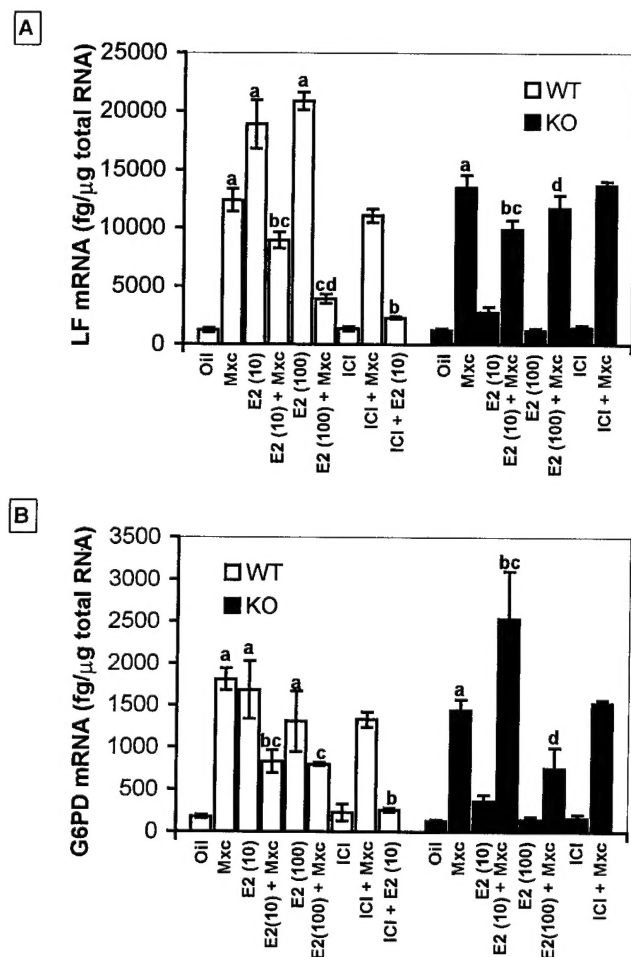 A
LF mRNA (fg/µg total RNA)
25000
20000
15000
10000
5000
0
WT
KO
a
a
bc
a
cd
b
a
bc
d
Oil
Mxc
E2 (10)
E2 (10) + Mxc
E2 (100)
E2 (100) + Mxc
ICI
ICI + Mxc
ICI + E2 (10)
Oil
Mxc
E2 (10)
E2 (10) + Mxc
E2 (100)
E2 (100) + Mxc
ICI
ICI + Mxc
B
G6PD mRNA (fg/µg total RNA)
3500
3000
2500
2000
1500
1000
500
0
WT
KO
a
a
bc
a
c
b
a
bc
d
Oil
Mxc
E2 (10)
E2(10) + Mxc
E2 (100)
E2(100) + Mxc
ICI
ICI + Mxc
ICI + E2 (10)
Oil
Mxc
E2 (10)
E2 (10) + Mxc
E2 (100)
E2(100) + Mxc
ICI
ICI + Mxc